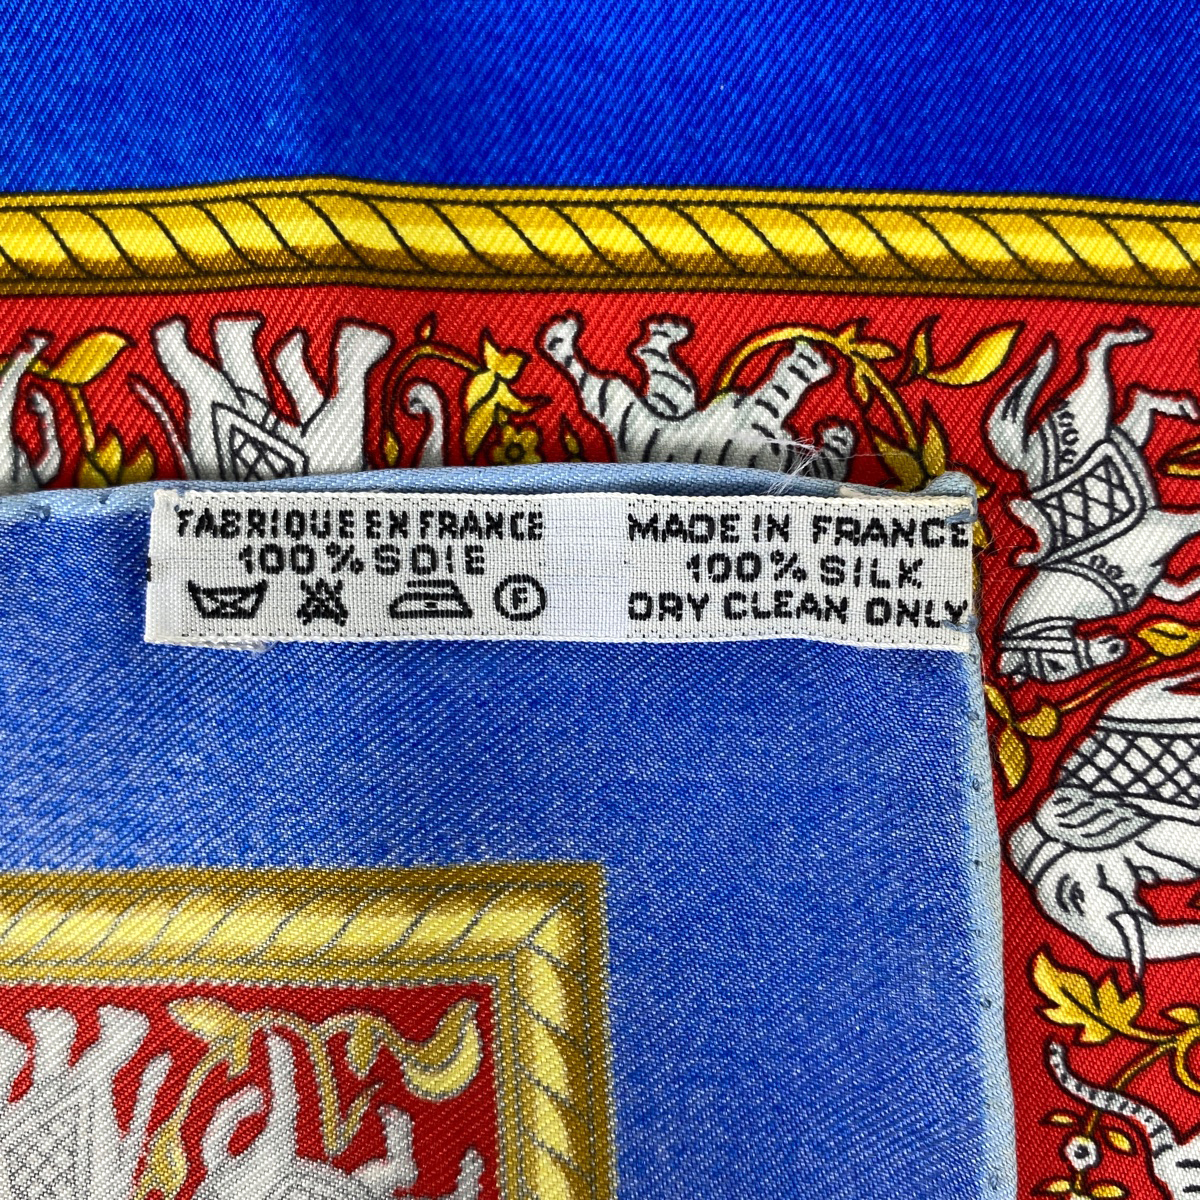 FABRIQUE EN FRANCE
100% SOIE
F
MADE IN FRANCE
100% SILK
DRY CLEAN ONLY